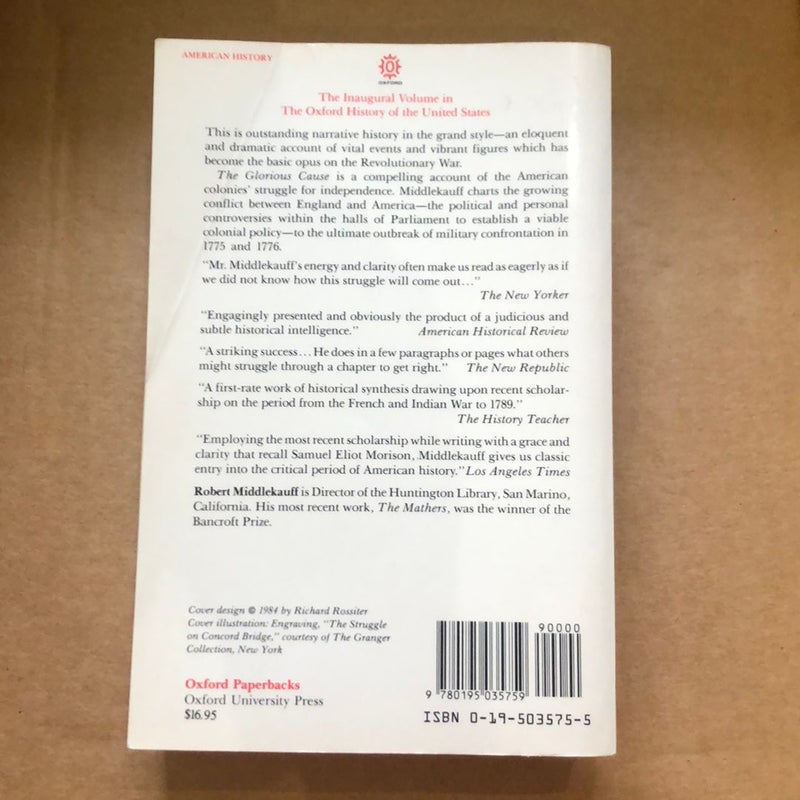 AMERICAN HISTORY
OXFORD
The Inaugural Volume in
The Oxford History of the United States
This is outstanding narrative history in the grand style—an eloquent
and dramatic account of vital events and vibrant figures which has
become the basic opus on the Revolutionary War.
The Glorious Cause is a compelling account of the American
colonies' struggle for independence. Middlekauff charts the growing
conflict between England and America—the political and personal
controversies within the halls of Parliament to establish a viable
colonial policy—to the ultimate outbreak of military confrontation in
1775 and 1776.
"Mr. Middlekauff's energy and clarity often make us read as eagerly as if
we did not know how this struggle will come out..."
The New Yorker
"Engagingly presented and obviously the product of a judicious and
subtle historical intelligence." American Historical Review
"A striking success... He does in a few paragraphs or pages what others
might struggle through a chapter to get right." The New Republic
"A first-rate work of historical synthesis drawing upon recent scholar-
ship on the period from the French and Indian War to 1789."
The History Teacher
"Employing the most recent scholarship while writing with a grace and
clarity that recall Samuel Eliot Morison, Middlekauff gives us classic
entry into the critical period of American history." Los Angeles Times
Robert Middlekauff is Director of the Huntington Library, San Marino,
California. His most recent work, The Mathers, was the winner of the
Bancroft Prize.
Cover design © 1984 by Richard Rossiter
Cover illustration: Engraving, "The Struggle
on Concord Bridge," courtesy of The Granger
Collection, New York
Oxford Paperbacks
Oxford University Press
$16.95
90000
9 780195 035759
ISBN 0-19-503575-5